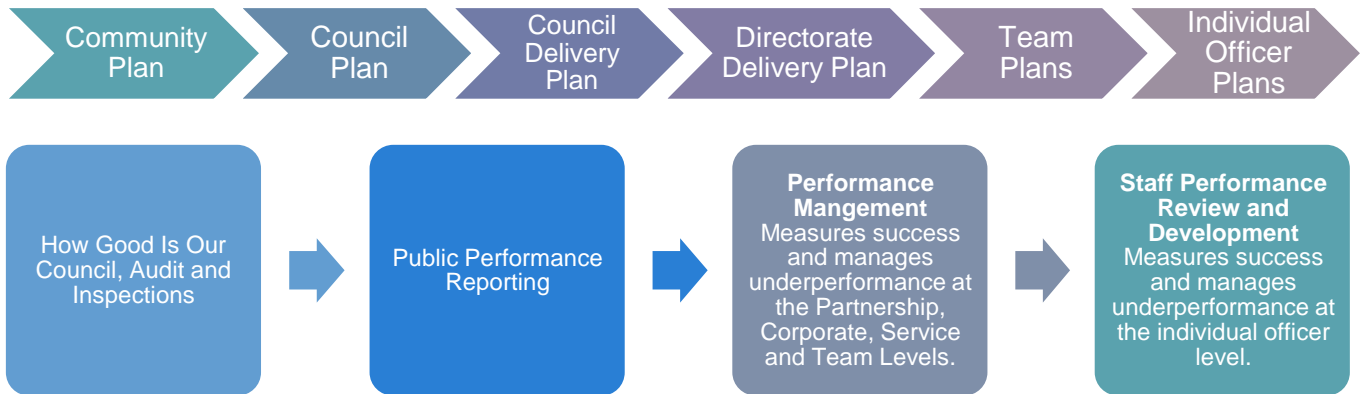 Community
Plan
Council
Plan
Council
Delivery
Plan
Directorate
Delivery Plan
Team
Plans
Individual
Officer
Plans
How Good Is Our
Council, Audit and
Inspections
Public Performance
Reporting
Performance
Mangement
Measures success
and manages
underperformance at
the Partnership,
Corporate, Service
and Team Levels.
Staff Performance
Review and
Development
Measures success
and manages
underperformance at
the individual officer
level.